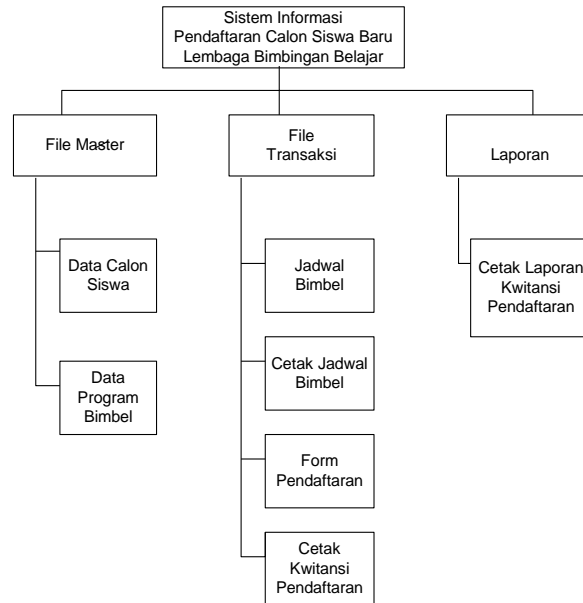 Sistem Informasi
Pendaftaran Calon Siswa Baru
Lembaga Bimbingan Belajar
File Master
File
Transaksi
Laporan
Data Calon
Siswa
Data
Program
Bimbel
Jadwal
Bimbel
Cetak Jadwal
Bimbel
Form
Pendaftaran
Cetak
Kwitansi
Pendaftaran
Cetak Laporan
Kwitansi
Pendaftaran